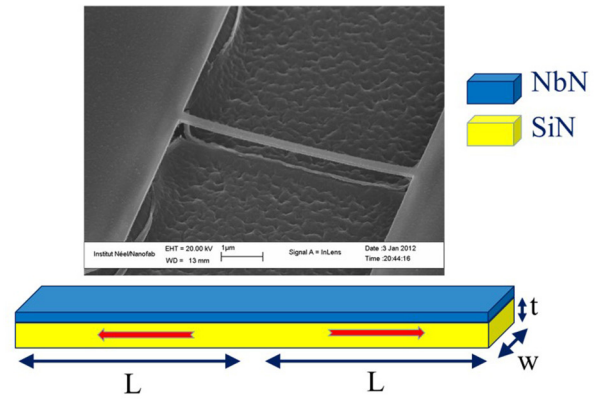 NbN
SiN
Institut Néel/Nanofab
EHT = 20.00 kV
WD = 13 mm
1µm
Signal A = InLens
Date :3 Jan 2012
Time :20:44:16
t
w
L
L